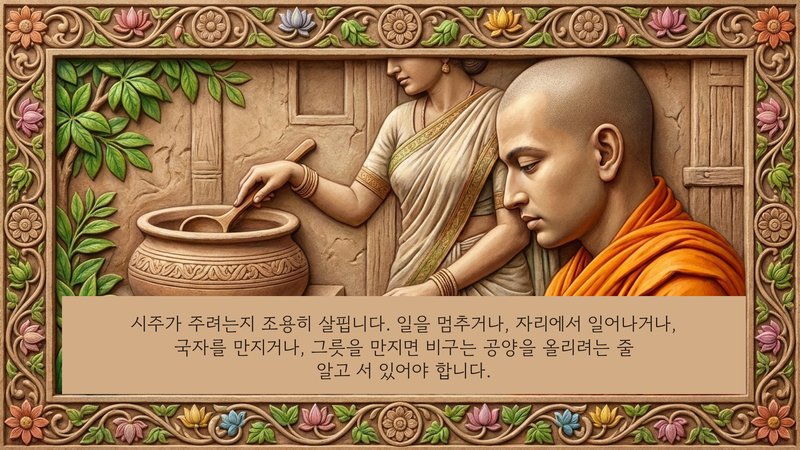 시주가 주려는지 조용히 살핍니다. 일을 멈추거나, 자리에서 일어나거나,
국자를 만지거나, 그릇을 만지면 비구는 공양을 올리려는 줄
알고 서 있어야 합니다.